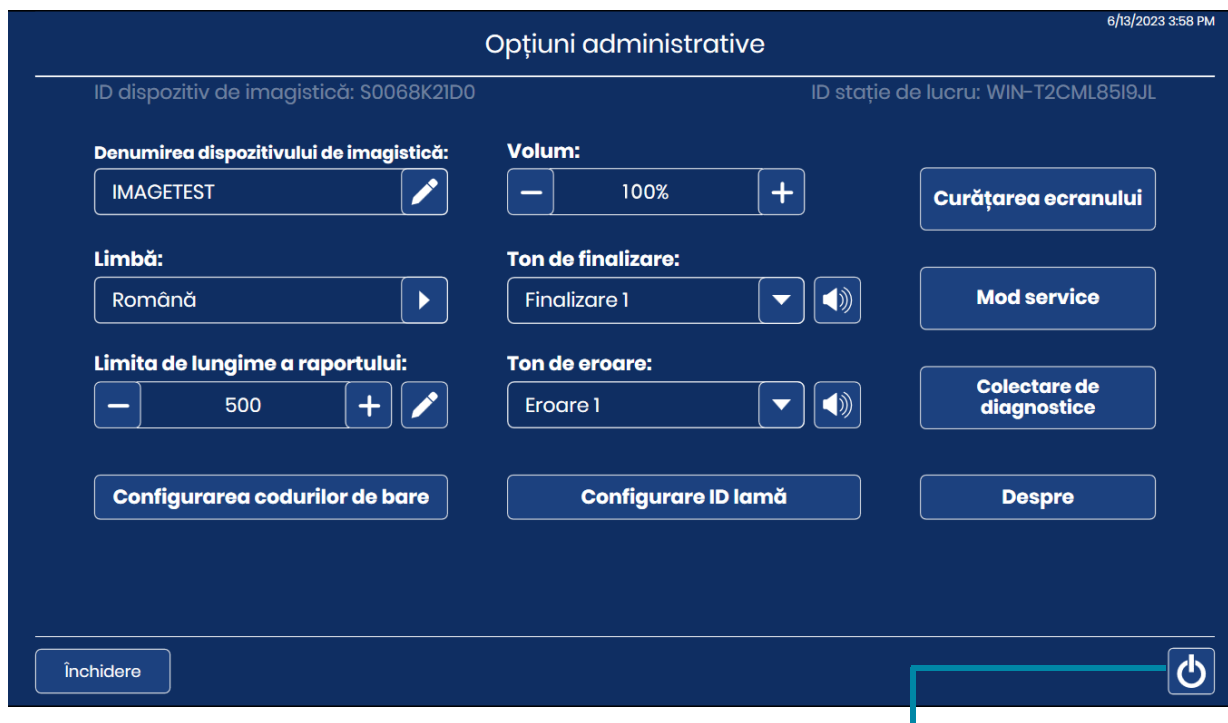 6/13/2023 3:58 PM
Opțiuni administrative
ID dispozitiv de imagistică: S0068K21D0
ID stație de lucru: WIN-T2CML85I9JL
Denumirea dispozitivului de imagistică:
IMAGETEST
Volum:
100%
Curățarea ecranului
Limbă:
Română
Ton de finalizare:
Finalizare 1
Mod service
Limita de lungime a raportului:
500
Ton de eroare:
Eroare 1
Colectare de
diagnostice
Configurarea codurilor de bare
Configurare ID lamă
Despre
Închidere